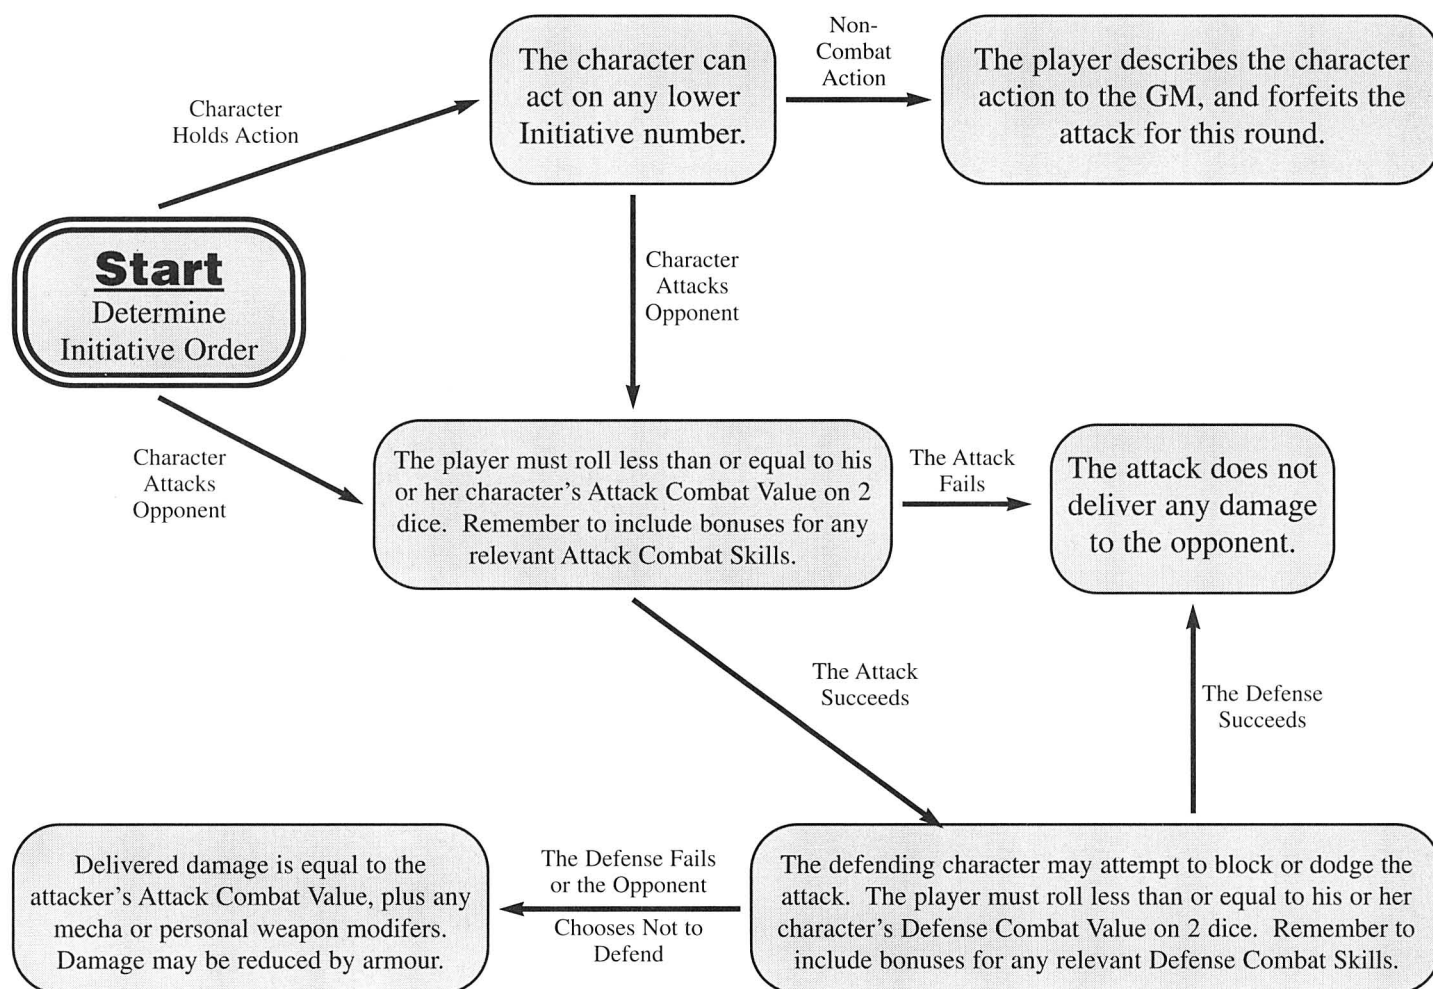 Non-
Combat
Action
The character can
act on any lower
Initiative number.
The player describes the character
action to the GM, and forfeits the
attack for this round.
Character
Holds Action
Start
Determine
Initiative Order
Character
Attacks
Opponent
Character
Attacks
Opponent
The player must roll less than or equal to his
or her character's Attack Combat Value on 2
dice. Remember to include bonuses for any
relevant Attack Combat Skills.
The Attack
Fails
The attack does not
deliver any damage
to the opponent.
The Attack
Succeeds
The Defense
Succeeds
Delivered damage is equal to the
attacker's Attack Combat Value, plus any
mecha or personal weapon modifers.
Damage may be reduced by armour.
The Defense Fails
or the Opponent
Chooses Not to
Defend
The defending character may attempt to block or dodge the
attack. The player must roll less than or equal to his or her
character's Defense Combat Value on 2 dice. Remember to
include bonuses for any relevant Defense Combat Skills.